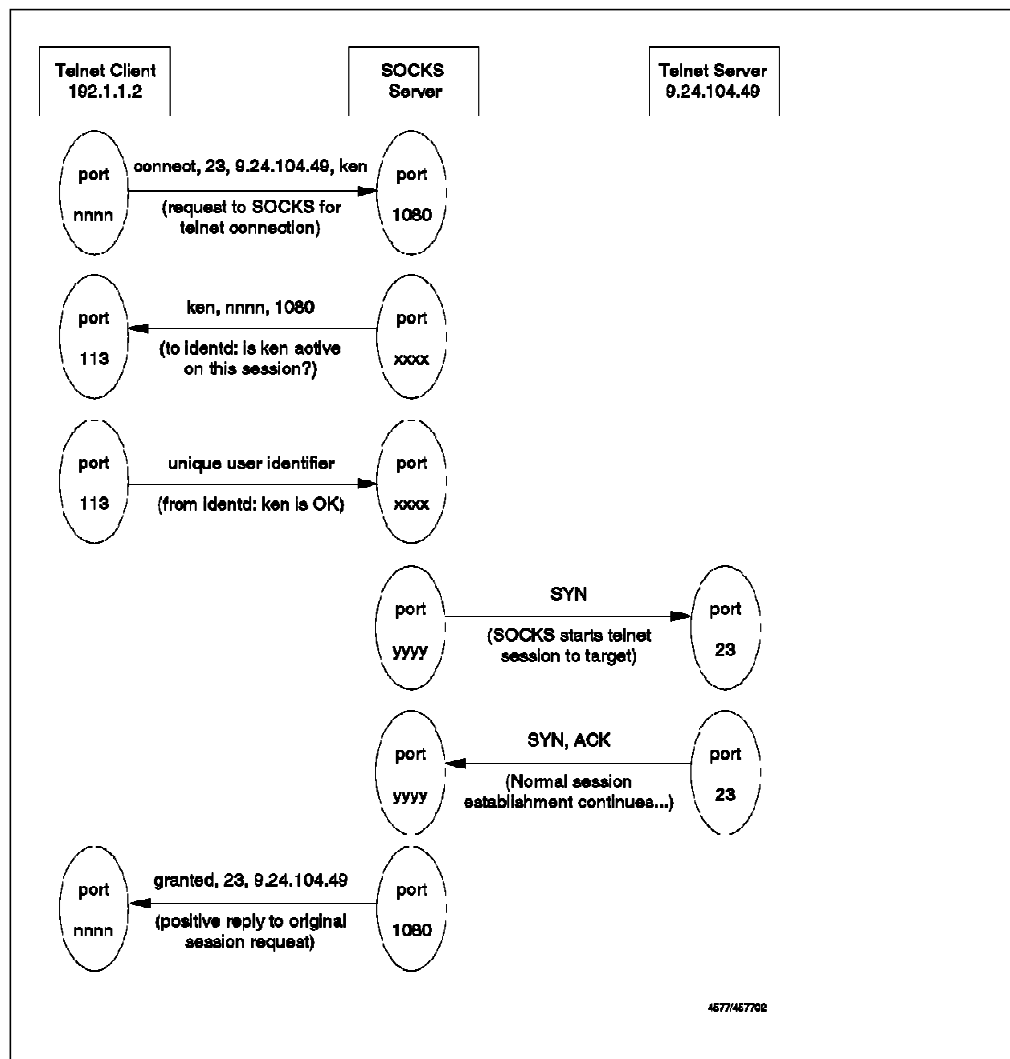 Telnet Client
192.1.1.2
SOCKS
Server
Telnet Server
9.24.104.49
port
nnnn
connect, 23, 9.24.104.49, ken
(request to SOCKS for
telnet connection)
port
1080
port
113
ken, nnnn, 1080
(to identd: is ken active
on this session?)
port
xxxx
port
113
unique user identifier
(from identd: ken is OK)
port
xxxx
port
yyyy
SYN
(SOCKS starts telnet
session to target)
port
23
port
yyyy
SYN, ACK
(Normal session
establishment continues...)
port
23
port
nnnn
granted, 23, 9.24.104.49
(positive reply to original
session request)
port
1080
4577/457702